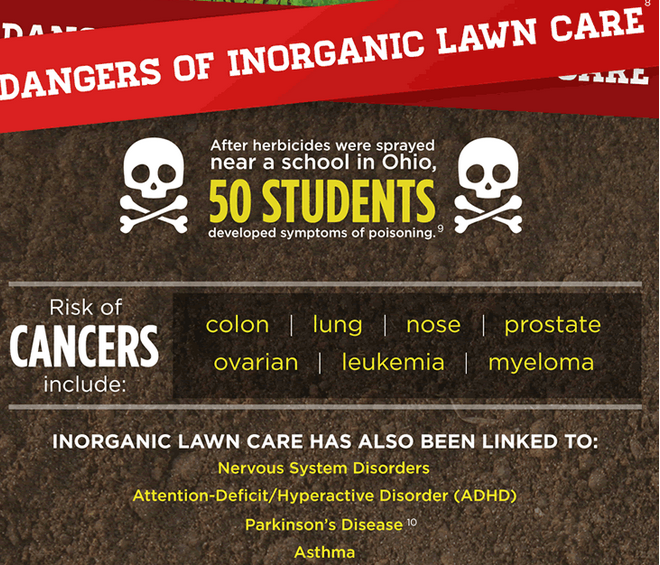 8
DANGERS OF INORGANIC LAWN CARE
CARE
After herbicides were sprayed
near a school in Ohio,
50 STUDENTS
developed symptoms of poisoning.9
Risk of
CANCERS
include:
colon | lung | nose | prostate
ovarian | leukemia | myeloma
INORGANIC LAWN CARE HAS ALSO BEEN LINKED TO:
Nervous System Disorders
Attention-Deficit/Hyperactive Disorder (ADHD)
Parkinson's Disease 10
Asthma